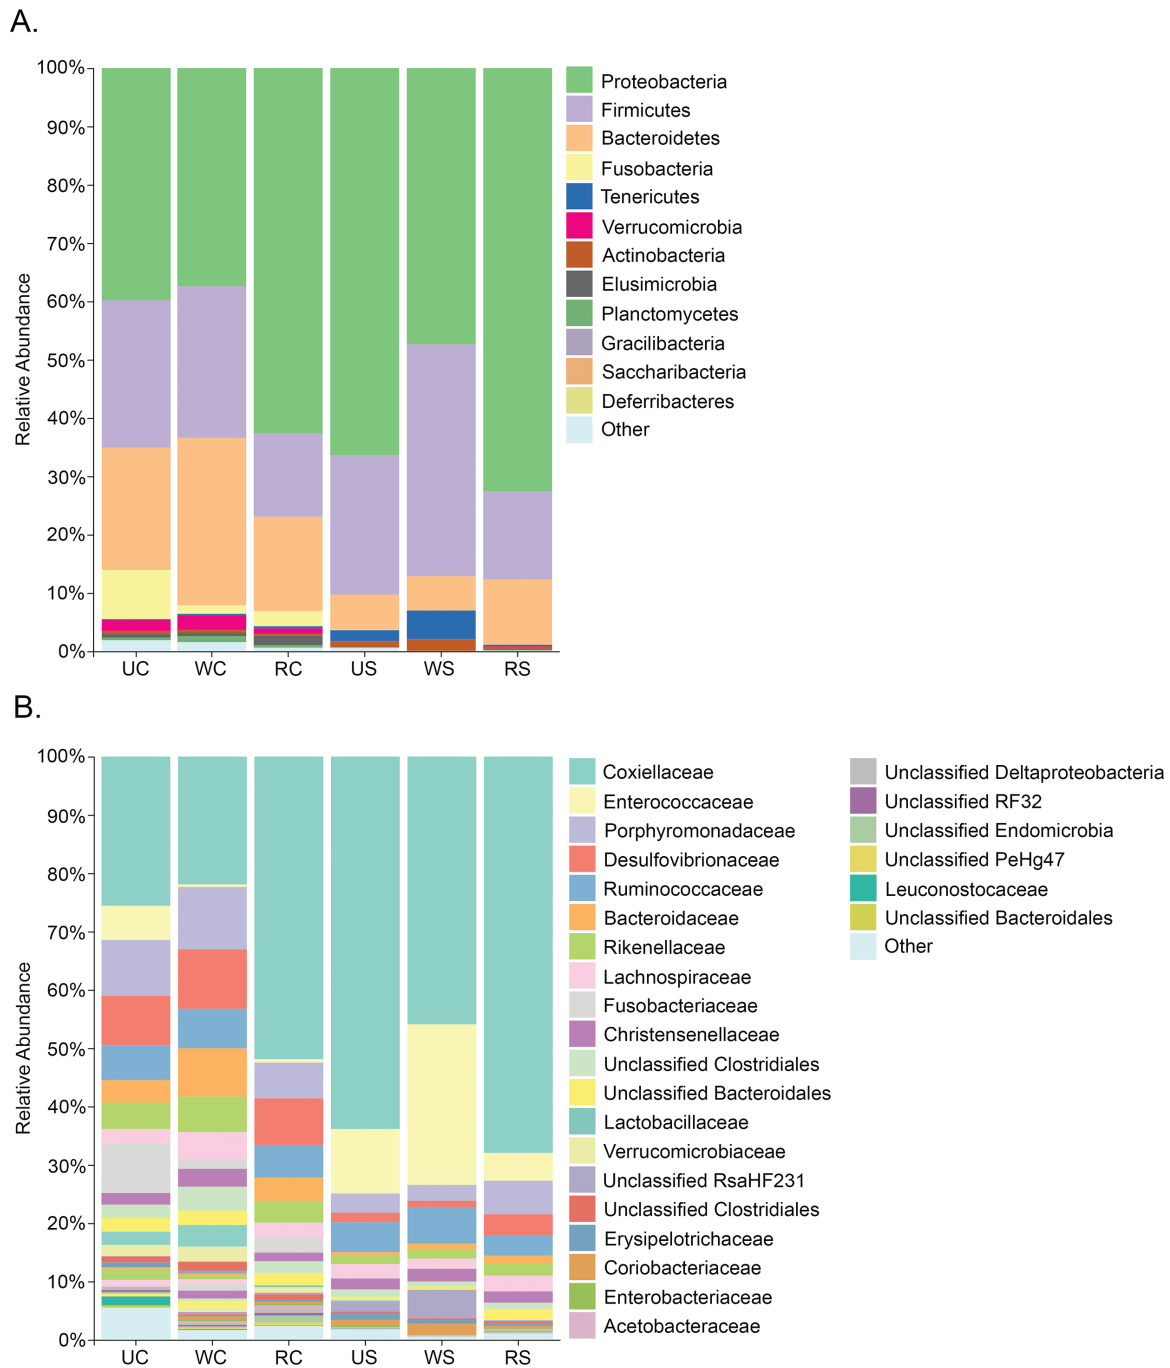 A.
Relative Abundance
100%
90%
80%
70%
60%
50%
40%
30%
20%
10%
0%
UC WC RC US WS RS
Proteobacteria
Firmicutes
Bacteroidetes
Fusobacteria
Tenericutes
Verrucomicrobia
Actinobacteria
Elusimicrobia
Planctomycetes
Gracilibacteria
Saccharibacteria
Deferribacteres
Other
B.
Relative Abundance
100%
90%
80%
70%
60%
50%
40%
30%
20%
10%
0%
UC WC RC US WS RS
Coxiellaceae
Enterococcaceae
Porphyromonadaceae
Desulfovibrionaceae
Ruminococcaceae
Bacteroidaceae
Rikenellaceae
Lachnospiraceae
Fusobacteriaceae
Christensenellaceae
Unclassified Clostridiales
Unclassified Bacteroidales
Lactobacillaceae
Verrucomicrobiaceae
Unclassified RsaHF231
Unclassified Clostridiales
Erysipelotrichaceae
Coriobacteriaceae
Enterobacteriaceae
Acetobacteraceae
Unclassified Deltaproteobacteria
Unclassified RF32
Unclassified Endomicrobia
Unclassified PeHg47
Leuconostocaceae
Unclassified Bacteroidales
Other